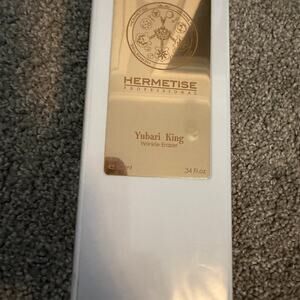 HERMETISE
PROFESSIONAL
Yubari King
Wrinkle Eraser
.34 Fl.oz